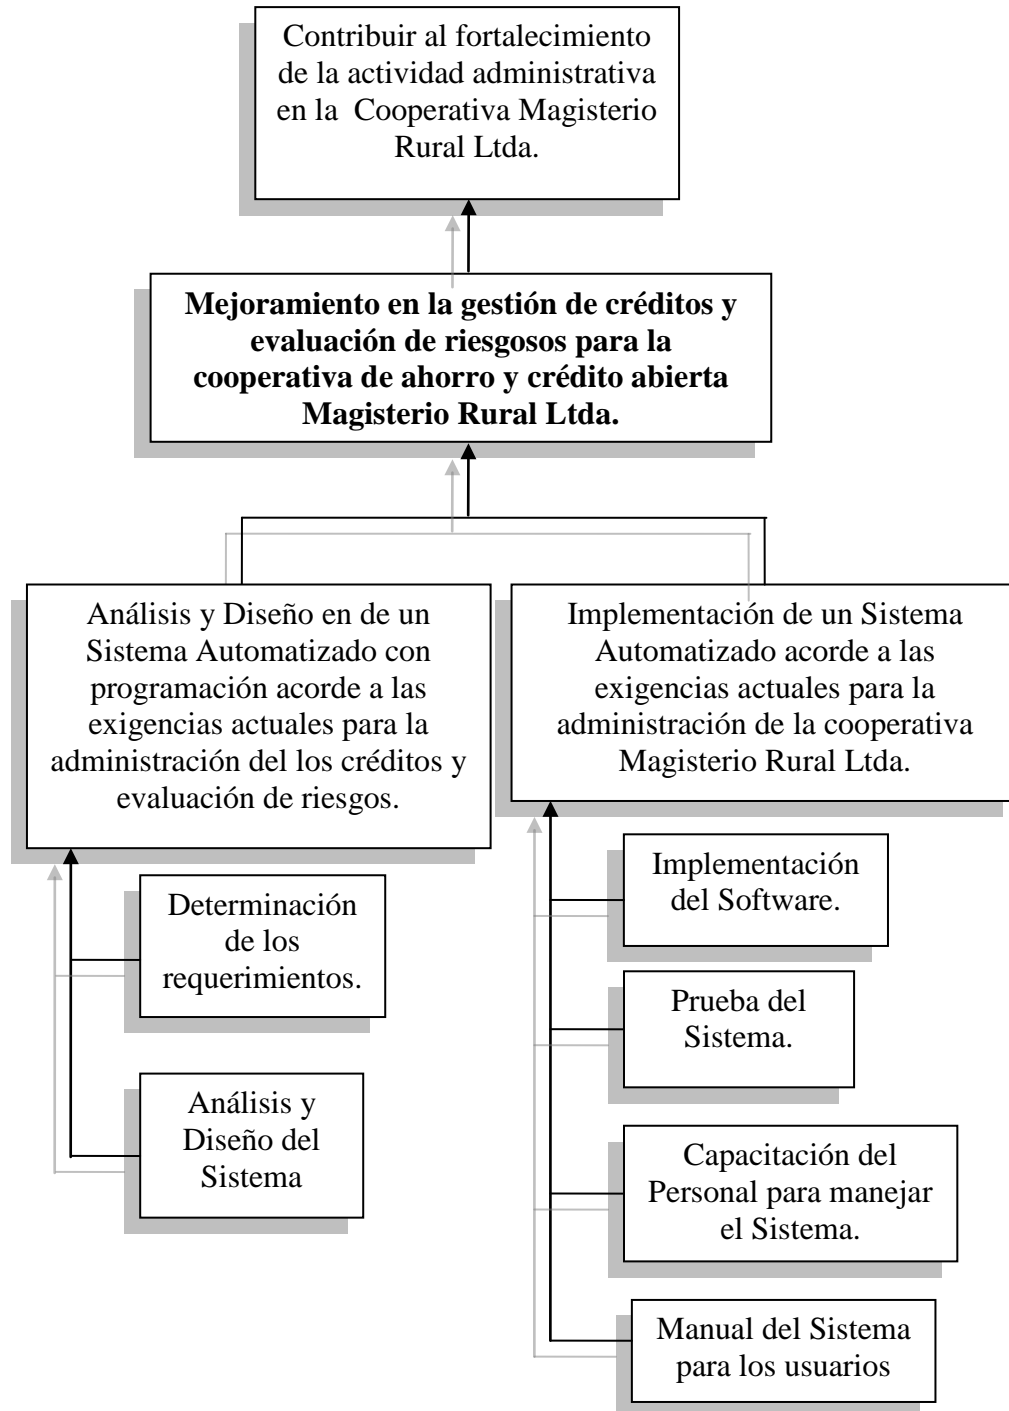 Contribuir al fortalecimiento
de la actividad administrativa
en la Cooperativa Magisterio
Rural Ltda.
Mejoramiento en la gestión de créditos y
evaluación de riesgosos para la
cooperativa de ahorro y crédito abierta
Magisterio Rural Ltda.
Análisis y Diseño en de un
Sistema Automatizado con
programación acorde a las
exigencias actuales para la
administración del los créditos y
evaluación de riesgos.
Determinación
de los
requerimientos.
Análisis y
Diseño del
Sistema
Implementación de un Sistema
Automatizado acorde a las
exigencias actuales para la
administración de la cooperativa
Magisterio Rural Ltda.
Implementación
del Software.
Prueba del
Sistema.
Capacitación del
Personal para manejar
el Sistema.
Manual del Sistema
para los usuarios